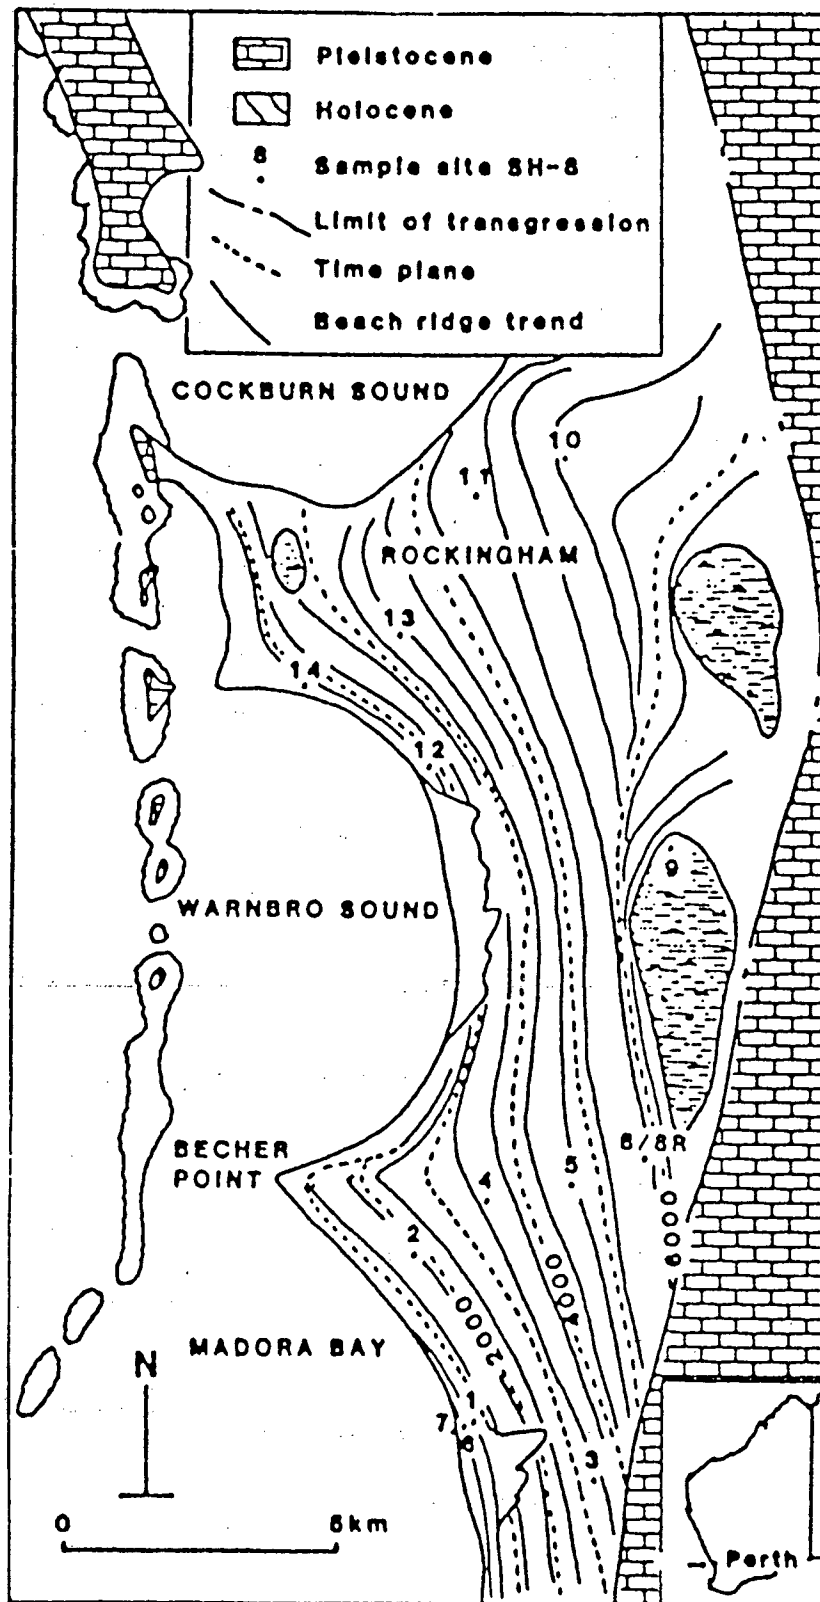 Pleistocene
Holocene
8
Sample site SH-8
Limit of transgression
Time plane
Beach ridge trend
COCKBURN SOUND
10
11
ROCKINGHAM
13
14
12
9
WARNBRO SOUND
8/8R
BECHER
POINT
4
5
6000
2
4000
2000
MADORA BAY
N
1
7
6
3
0
5km
Perth